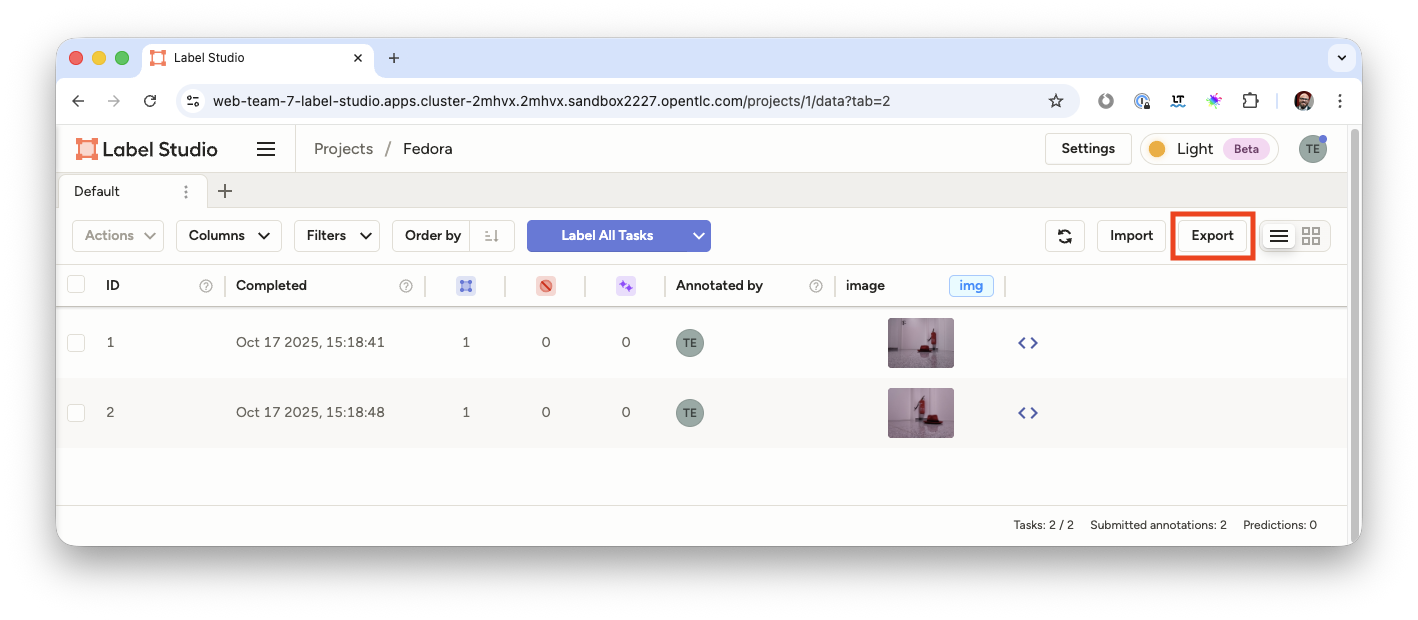 Label Studio
web-team-7-label-studio.apps.cluster-2mhvx.2mhvx.sandbox2227.opentlc.com/projects/1/data?tab=2
LT
Label Studio Projects / Fedora Settings Light Beta TE
Default
Actions Columns Filters Order by Label All Tasks Import Export
ID Completed Annotated by image img
1 Oct 17 2025, 15:18:41 1 0 0 TE
2 Oct 17 2025, 15:18:48 1 0 0 TE
Tasks: 2 / 2 Submitted annotations: 2 Predictions: 0